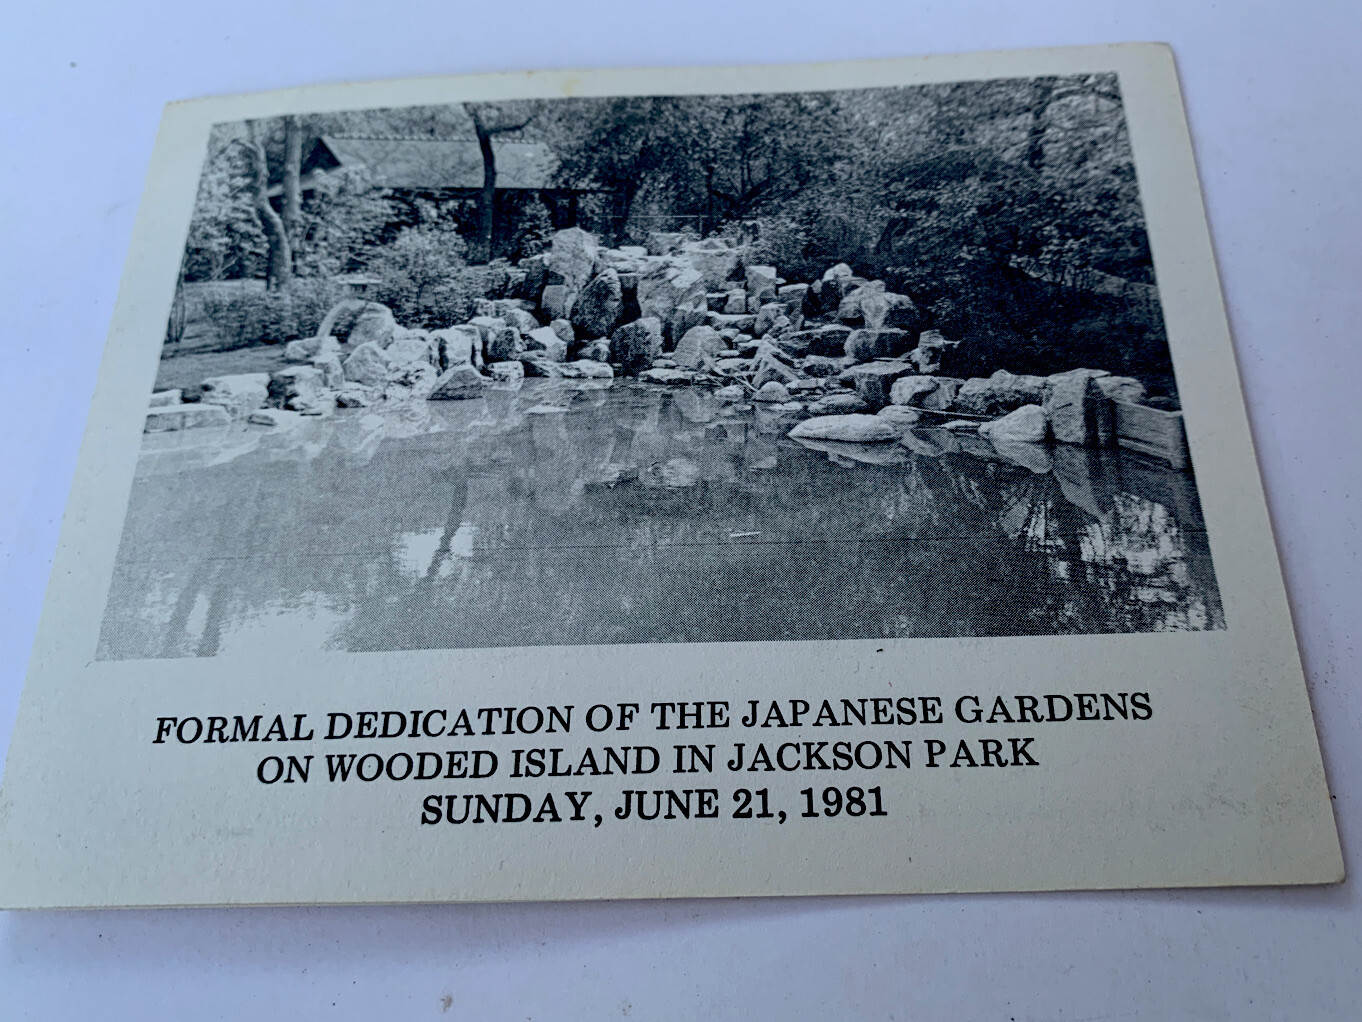 FORMAL DEDICATION OF THE JAPANESE GARDENS
ON WOODED ISLAND IN JACKSON PARK
SUNDAY, JUNE 21, 1981